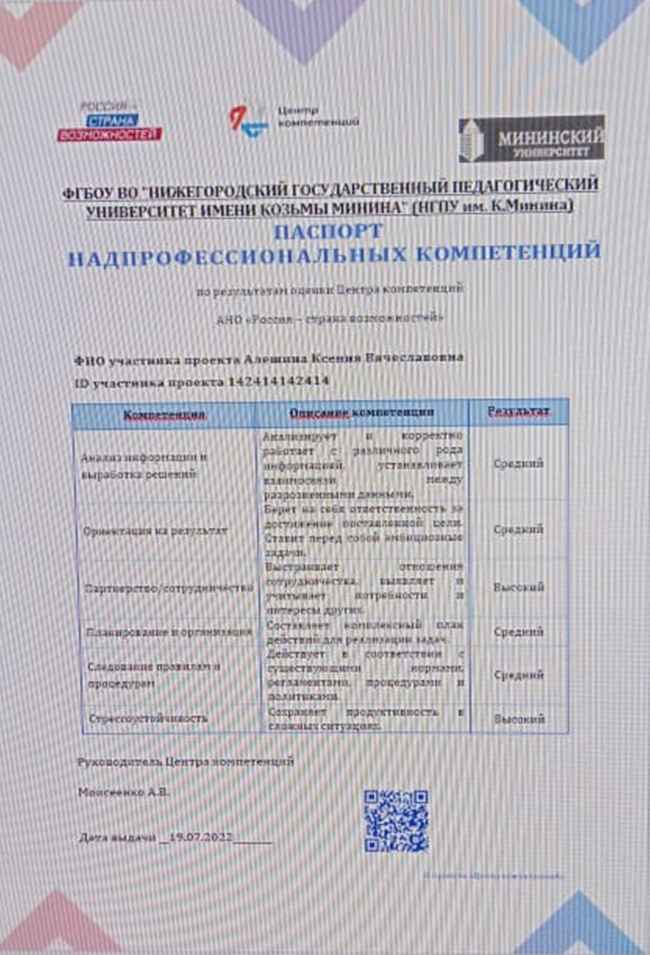 РОССИЯ –
СТРАНА
ВОЗМОЖНОСТЕЙ
Центр
компетенций
МИНИНСКИЙ
УНИВЕРСИТЕТ
ФГБОУ ВО "НИЖЕГОРОДСКИЙ ГОСУДАРСТВЕННЫЙ ПЕДАГОГИЧЕСКИЙ
УНИВЕРСИТЕТ ИМЕНИ КОЗЬМЫ МИНИНА" (НГПУ им. К.Минина)
ПАСПОРТ
НАДПРОФЕССИОНАЛЬНЫХ КОМПЕТЕНЦИЙ
по результатам оценки Центра компетенций
АНО «Россия – страна возможностей»
ФИО участника проекта Алешина Ксения Вячеславовна
ID участника проекта 142414142414
Компетенция Описание компетенции Результат
Анализ информации и
выработка решений
Анализирует и корректно
работает с различного рода
информацией, устанавливает
взаимосвязи между
разрозненными данными.
Средний
Ориентация на результат
Берет на себя ответственность за
достижение поставленной цели.
Ставит перед собой амбициозные
задачи.
Средний
Партнерство/сотрудничество
Выстраивает отношения
сотрудничества, выявляет и
учитывает потребности и
интересы других.
Высокий
Планирование и организация
Составляет комплексный план
действий для реализации задач.
Средний
Следование правилам и
процедурам
Действует в соответствии с
существующими нормами,
регламентами, процедурами и
политиками.
Средний
Стрессоустойчивость
Сохраняет продуктивность в
сложных ситуациях.
Высокий
Руководитель Центра компетенций
Моисеенко А.В.
Дата выдачи _19.07.2022______